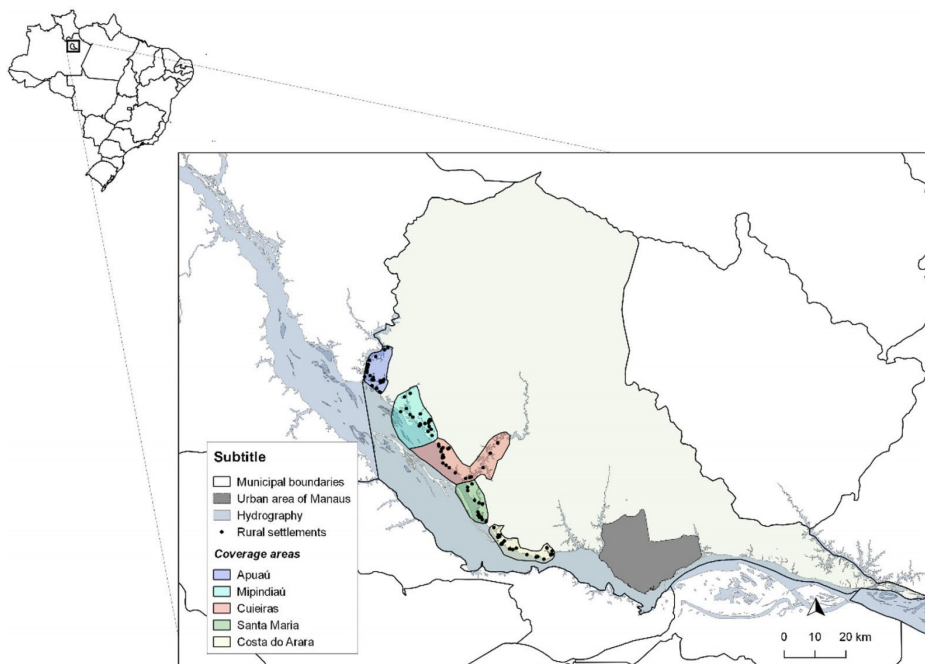 Subtitle
Municipal boundaries
Urban area of Manaus
Hydrography
Rural settlements
Coverage areas
Apuaú
Mipindiaú
Cuieiras
Santa Maria
Costa do Arara
0 10 20 km